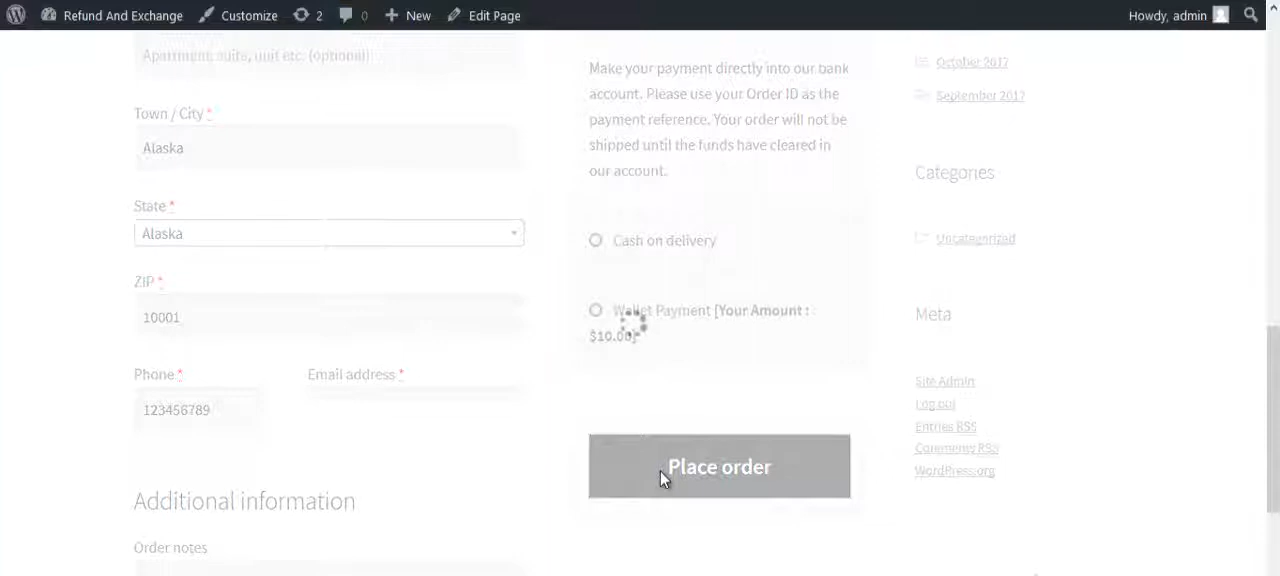 Refund And Exchange Customize 2 0 New Edit Page Howdy, admin
Apartment, suite, unit etc. (optional)
Town / City *
Alaska
State *
Alaska
ZIP *
10001
Phone * Email address *
123456789
Additional information
Order notes
Make your payment directly into our bank
account. Please use your Order ID as the
payment reference. Your order will not be
shipped until the funds have cleared in
our account.
Cash on delivery
Wallet Payment [Your Amount :
$10.00]
Place order
October 2017
September 2017
Categories
Uncategorized
Meta
Site Admin
Log out
Entries RSS
Comments RSS
WordPress.org